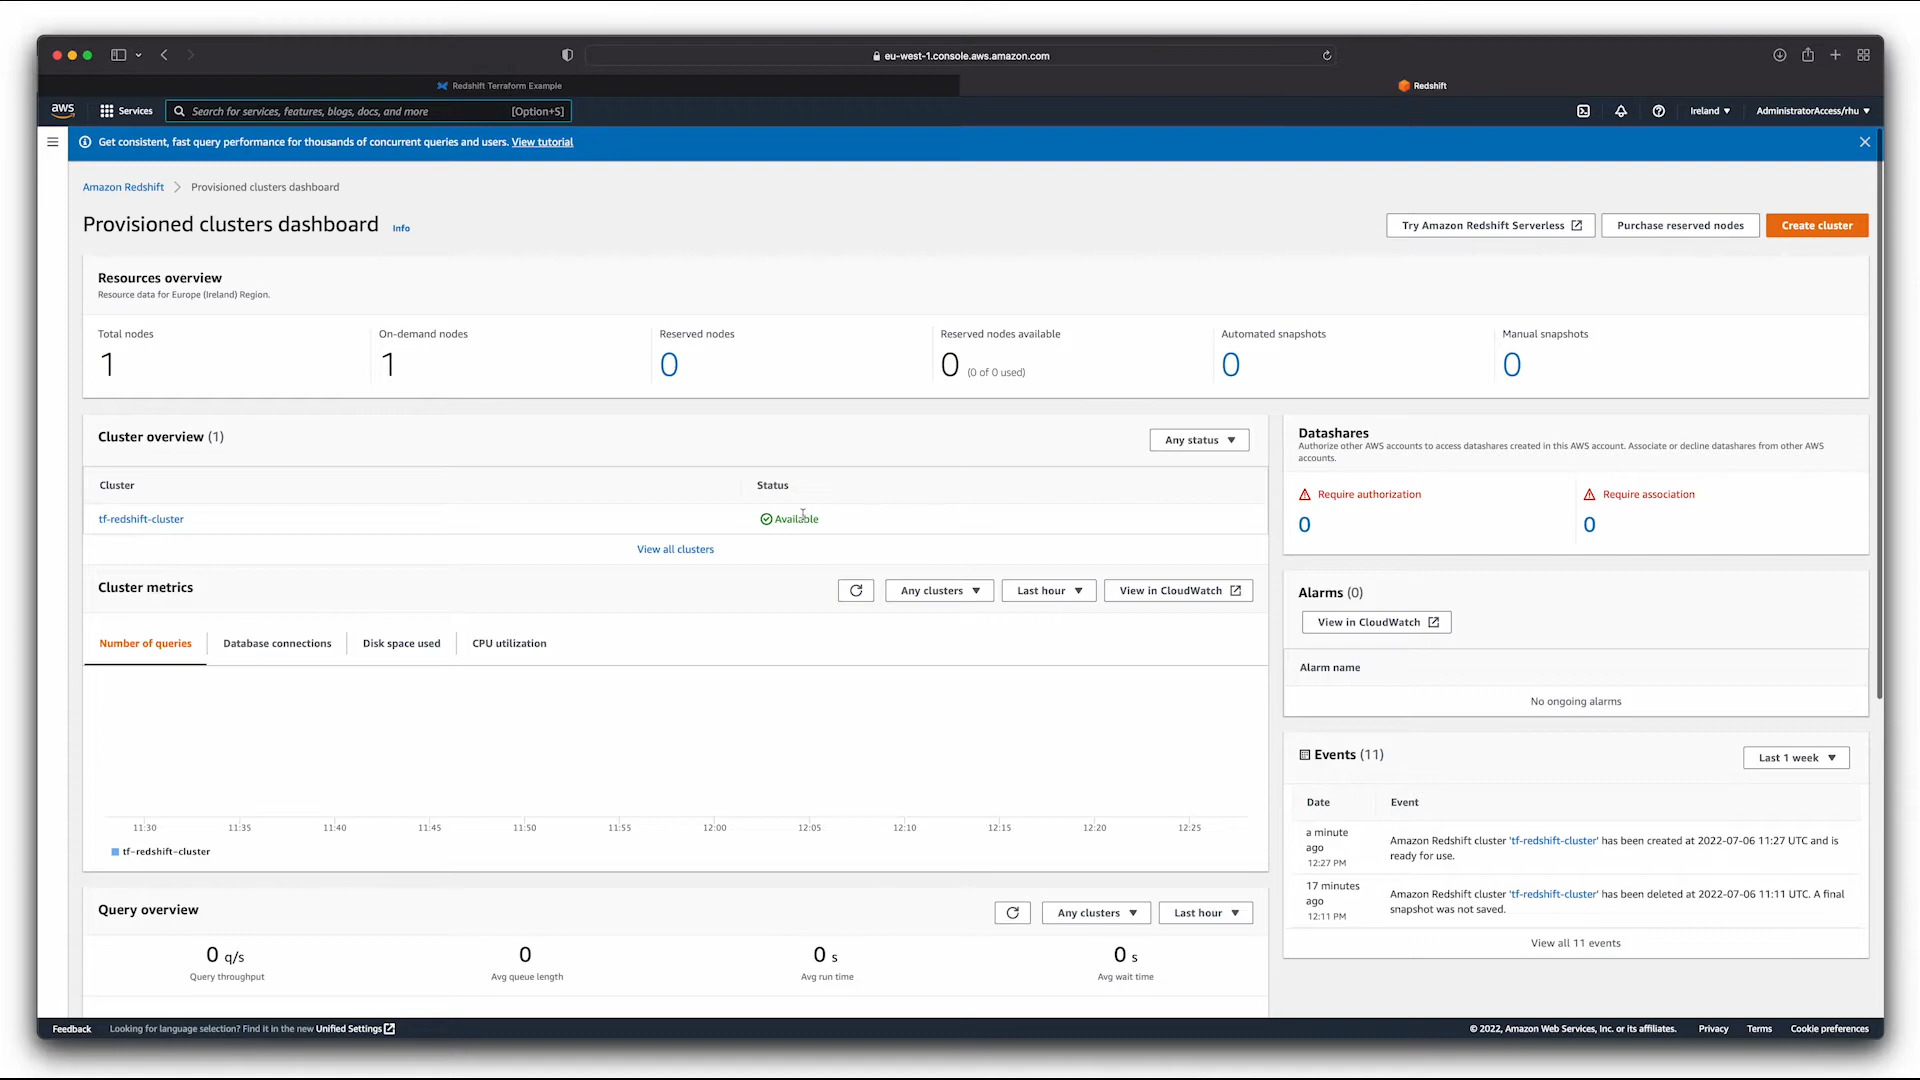 eu-west-1.console.aws.amazon.com
Redshift Terraform Example
Redshift
aws
Services
Search for services, features, blogs, docs, and more
[Option+S]
Ireland ▼
AdministratorAccess/rhu ▼
Get consistent, fast query performance for thousands of concurrent queries and users. View tutorial
Amazon Redshift
Provisioned clusters dashboard
Provisioned clusters dashboard
Info
Try Amazon Redshift Serverless
Purchase reserved nodes
Create cluster
Resources overview
Resource data for Europe (Ireland) Region.
Total nodes
1
On-demand nodes
1
Reserved nodes
0
Reserved nodes available
0 (0 of 0 used)
Automated snapshots
0
Manual snapshots
0
Cluster overview (1)
Any status ▼
Cluster
Status
tf-redshift-cluster
Available
View all clusters
Cluster metrics
Any clusters ▼
Last hour ▼
View in CloudWatch
Number of queries
Database connections
Disk space used
CPU utilization
11:30
11:35
11:40
11:45
11:50
11:55
12:00
12:05
12:10
12:15
12:20
12:25
tf-redshift-cluster
Query overview
Any clusters ▼
Last hour ▼
0 q/s
Query throughput
0
Avg queue length
0 s
Avg run time
0 s
Avg wait time
Datashares
Authorize other AWS accounts to access datashares created in this AWS account. Associate or decline datashares from other AWS
accounts.
Require authorization
0
Require association
0
Alarms (0)
View in CloudWatch
Alarm name
No ongoing alarms
Events (11)
Last 1 week ▼
Date
Event
a minute
ago
12:27 PM
Amazon Redshift cluster 'tf-redshift-cluster' has been created at 2022-07-06 11:27 UTC and is
ready for use.
17 minutes
ago
12:11 PM
Amazon Redshift cluster 'tf-redshift-cluster' has been deleted at 2022-07-06 11:11 UTC. A final
snapshot was not saved.
View all 11 events
Feedback
Looking for language selection? Find it in the new Unified Settings
© 2022, Amazon Web Services, Inc. or its affiliates.
Privacy
Terms
Cookie preferences